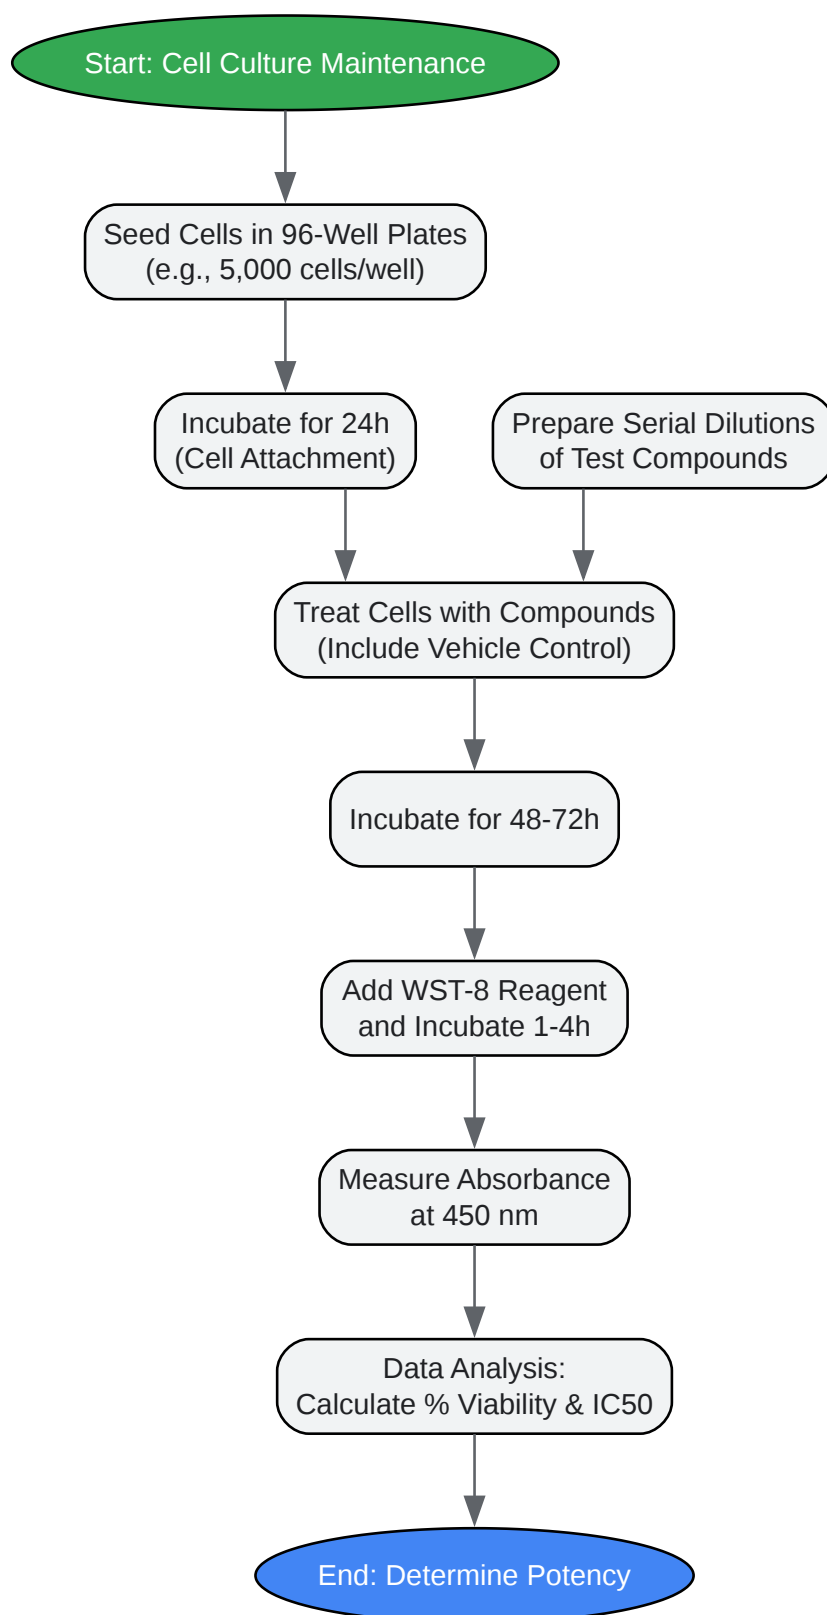 Start: Cell Culture Maintenance
Seed Cells in 96-Well Plates
(e.g., 5,000 cells/well)
Incubate for 24h
(Cell Attachment)
Prepare Serial Dilutions
of Test Compounds
Treat Cells with Compounds
(Include Vehicle Control)
Incubate for 48-72h
Add WST-8 Reagent
and Incubate 1-4h
Measure Absorbance
at 450 nm
Data Analysis:
Calculate % Viability & IC50
End: Determine Potency